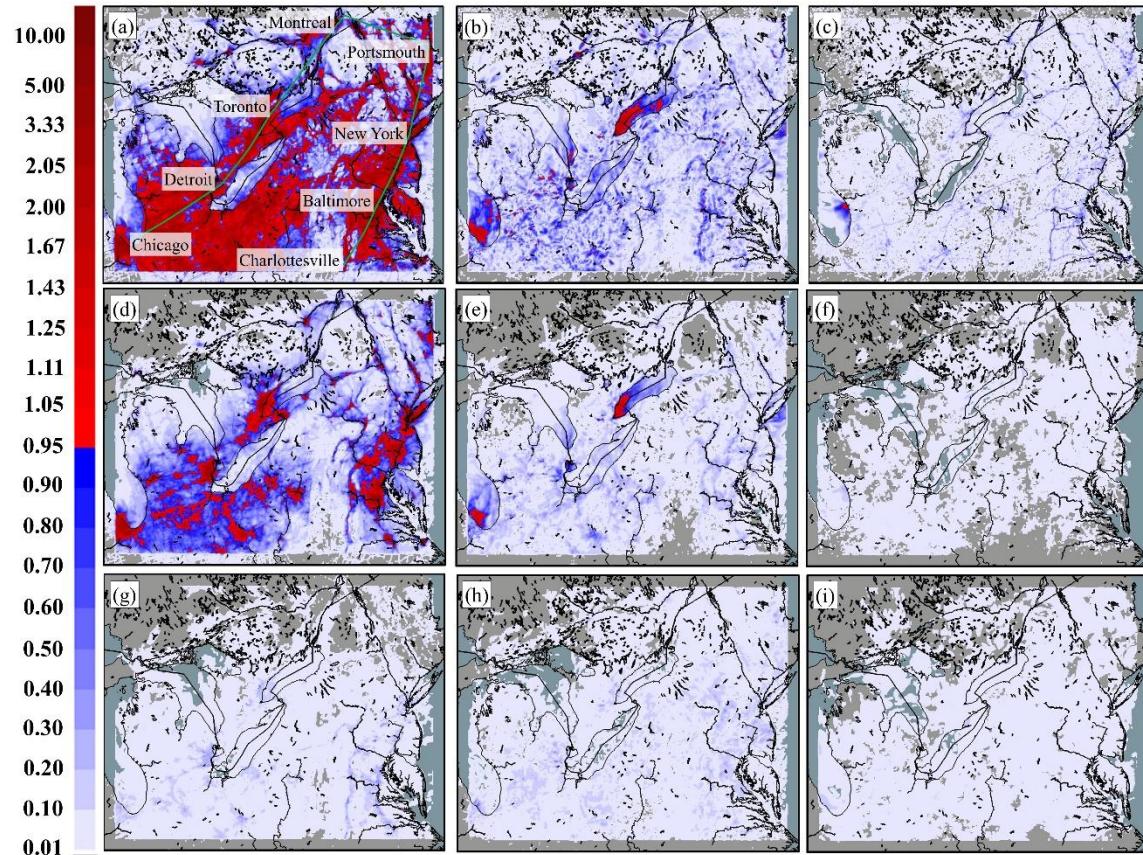 10.00
5.00
3.33
2.05
2.00
1.67
1.43
1.25
1.11
1.05
0.95
0.90
0.80
0.70
0.60
0.50
0.40
0.30
0.20
0.10
0.01
(a)
Montreal
Portsmouth
Toronto
New York
Detroit
Baltimore
Chicago
Charlottesville
(b)
(c)
(d)
(e)
(f)
(g)
(h)
(i)